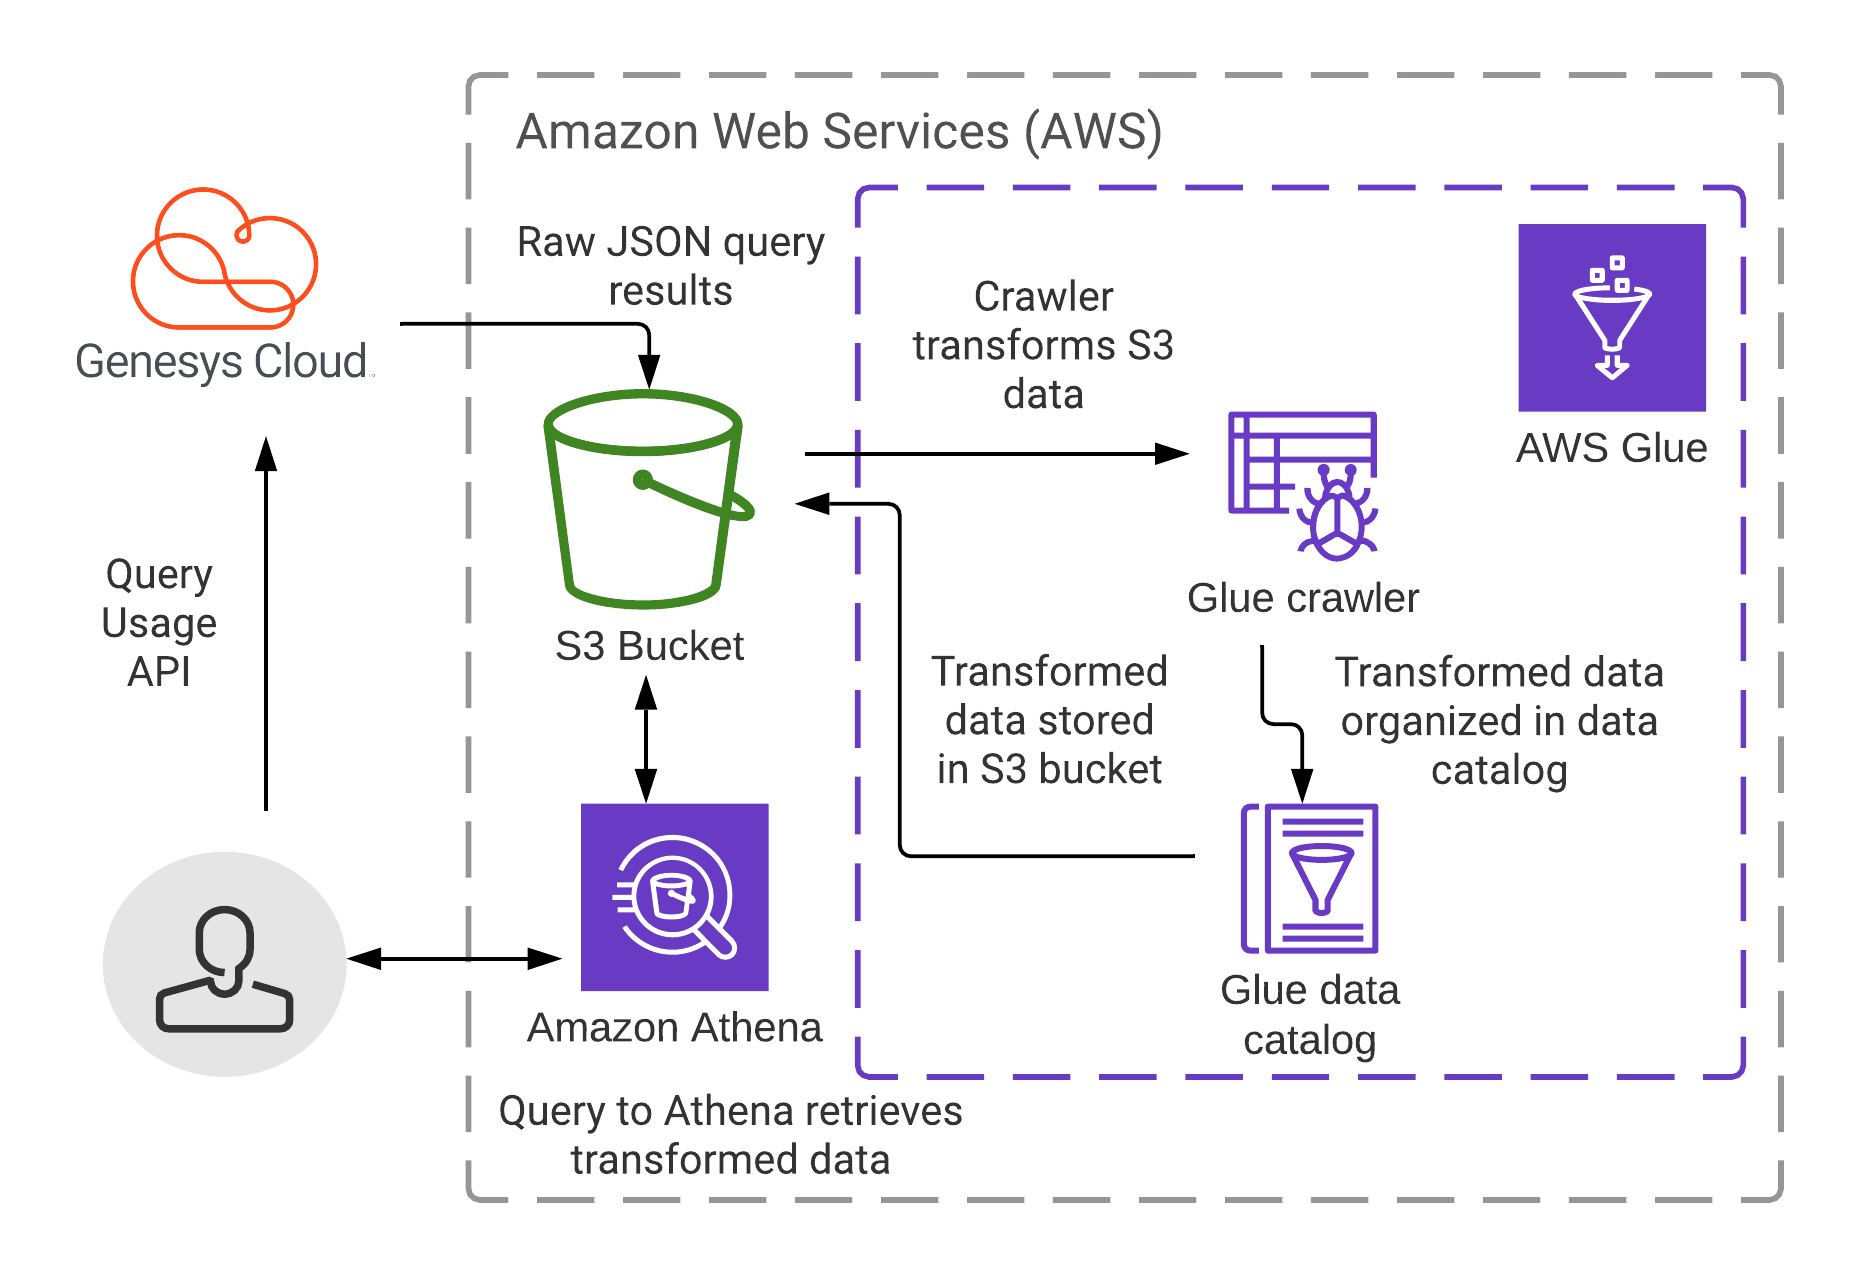 Amazon Web Services (AWS)
Genesys Cloud
Raw JSON query
results
Crawler
transforms S3
data
AWS Glue
S3 Bucket
Glue crawler
Query
Usage
API
Transformed
data stored
in S3 bucket
Transformed data
organized in data
catalog
Amazon Athena
Glue data
catalog
Query to Athena retrieves
transformed data